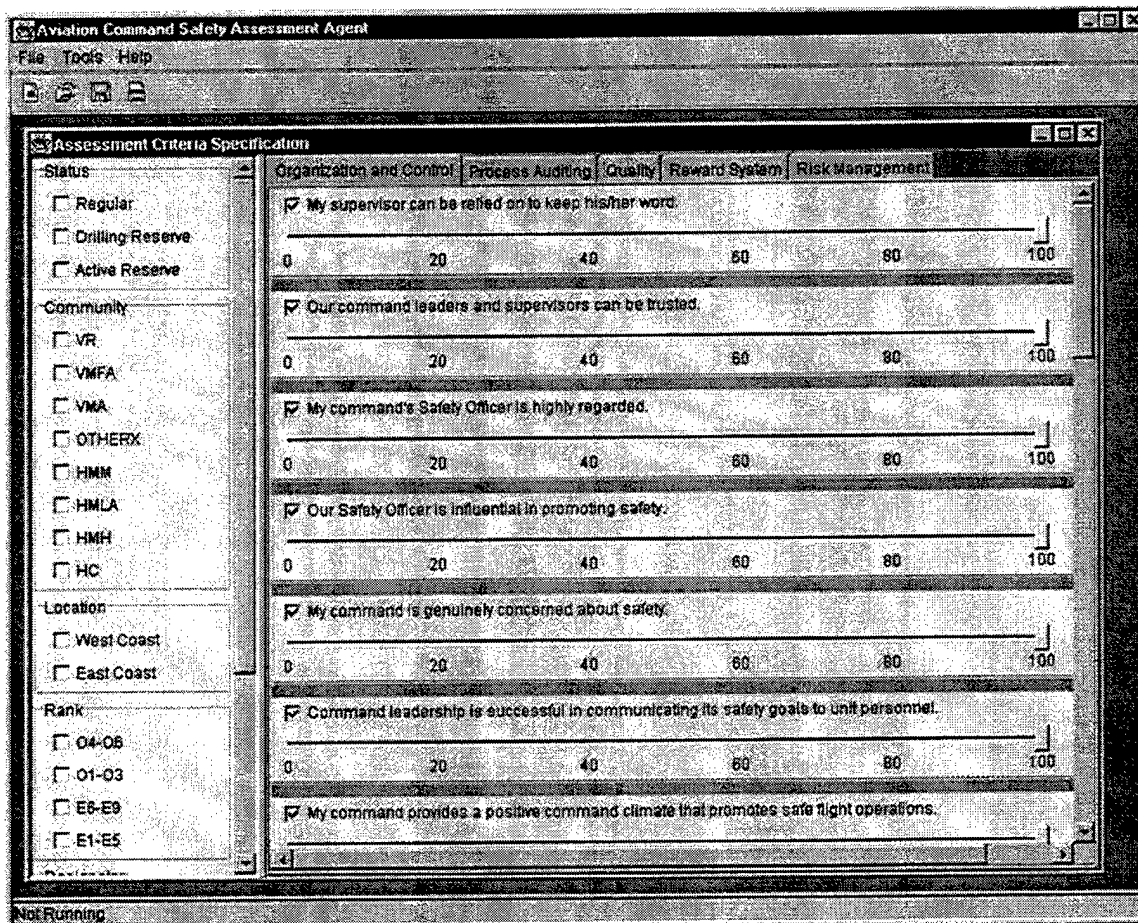 Aviation Command Safety Assessment Agent
File Tools Help
Assessment Criteria Specification
Status
Regular
Drilling Reserve
Active Reserve
Community
VR
VMFA
VMA
OTHERX
HMM
HMLA
HMH
HC
Location
West Coast
East Coast
Rank
O4-O6
O1-O3
E6-E9
E1-E5
Organization and Control Process Auditing Quality Reward System Risk Management
My supervisor can be relied on to keep his/her word.
0 20 40 60 80 100
Our command leaders and supervisors can be trusted.
0 20 40 60 80 100
My command's Safety Officer is highly regarded.
0 20 40 60 80 100
Our Safety Officer is influential in promoting safety.
0 20 40 60 80 100
My command is genuinely concerned about safety.
0 20 40 60 80 100
Command leadership is successful in communicating its safety goals to unit personnel.
0 20 40 60 80 100
My command provides a positive command climate that promotes safe flight operations.
Not Running